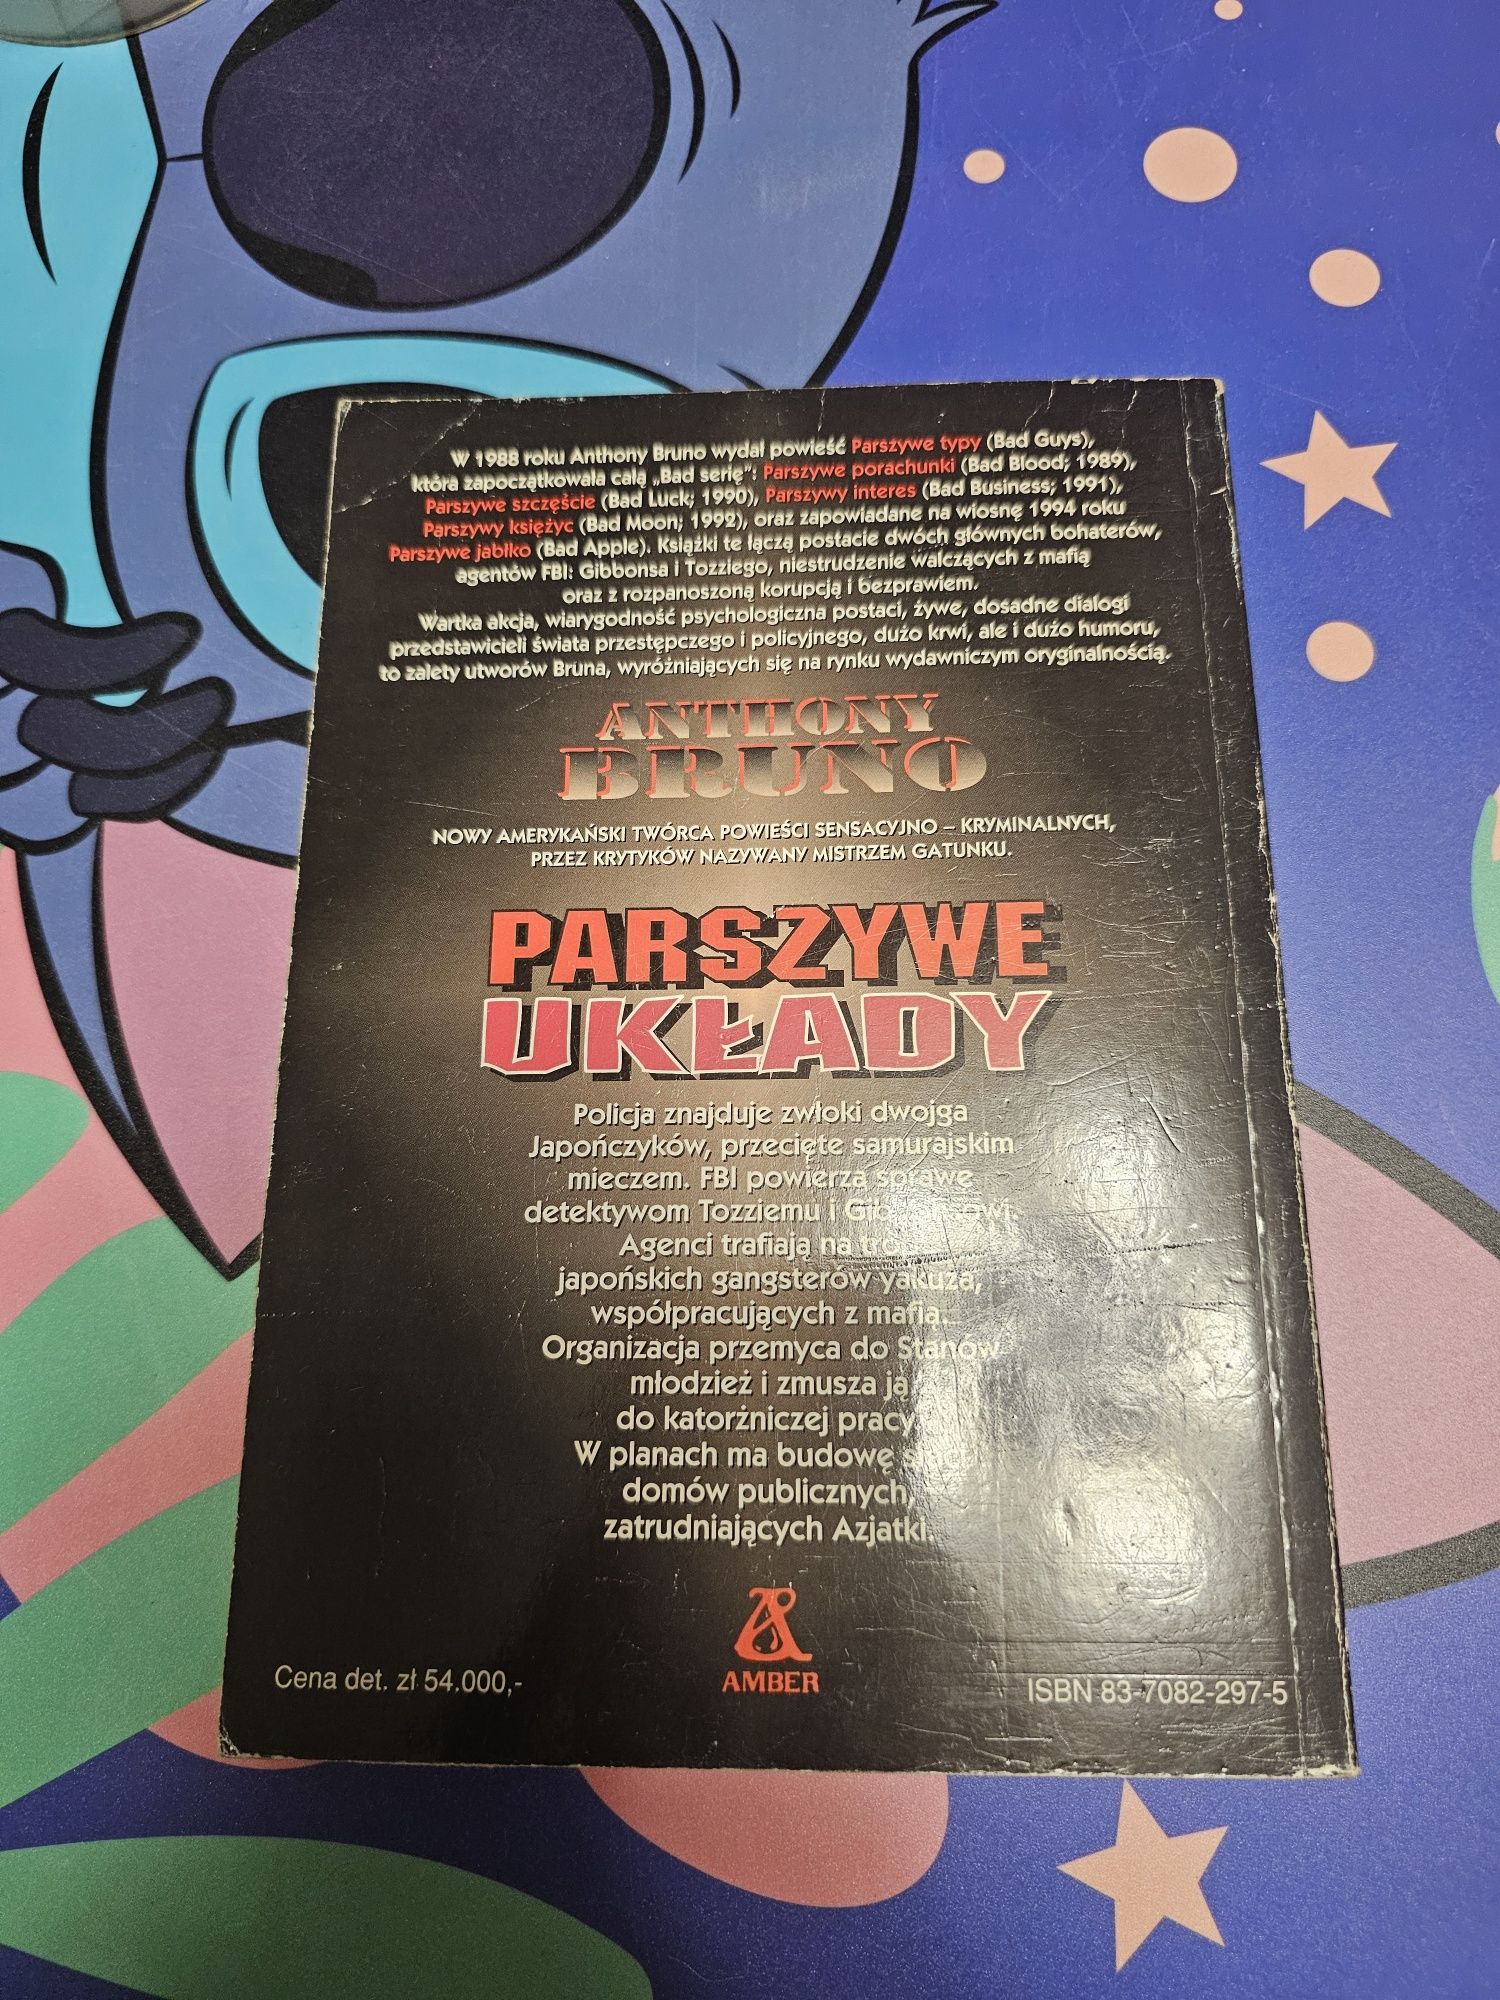 W 1988 roku Anthony Bruno wydał powieść Parszywe typy (Bad Guys),
która zapoczątkowała całą „Bad serię”: Parszywe porachunki (Bad Blood; 1989),
Parszywe szczęście (Bad Luck; 1990), Parszywy interes (Bad Business; 1991),
Parszywy księżyc (Bad Moon; 1992), oraz zapowiadane na wiosnę 1994 roku
Parszywe jabłko (Bad Apple). Książki te łączą postacie dwóch głównych bohaterów,
agentów FBI: Gibbonsa i Tozziego, niestrudzenie walczących z mafią
oraz z rozpanoszoną korupcją i bezprawiem.
Wartka akcja, wiarygodność psychologiczna postaci, żywe, dosadne dialogi
przedstawicieli świata przestępczego i policyjnego, dużo krwi, ale i dużo humoru,
to zalety utworów Bruna, wyróżniających się na rynku wydawniczym oryginalnością.
ANTHONY
BRUNO
NOWY AMERYKAŃSKI TWÓRCA POWIEŚCI SENSACYJNO – KRYMINALNYCH,
PRZEZ KRYTYKÓW NAZYWANY MISTRZEM GATUNKU.
PARSZYWE
UKŁADY
Policja znajduje zwłoki dwojga
Japończyków, przecięte samurajskim
mieczem. FBI powierza sprawę
detektywom Tozziemu i Gibbonsowi.
Agenci trafiają na
japońskich gangsterów yakuza,
współpracujących z mafią.
Organizacja przemyca do Stanów
młodzież i zmusza ją
do katorżniczej pracy.
W planach ma budowę
domów publicznych,
zatrudniających Azjatki.
AMBER
Cena det. zł 54.000,-
ISBN 83-7082-297-5